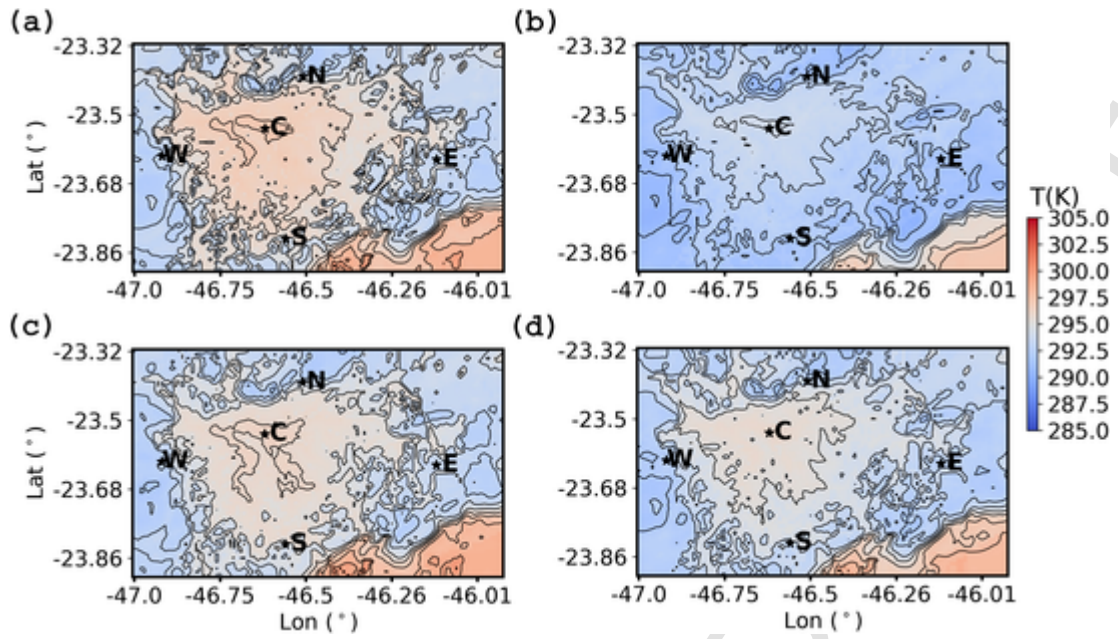 (a)
(b)
-23.32
-23.5
-23.68
-23.86
Lat (°)
N
C
W
E
S
-47.0 -46.75 -46.5 -46.26 -46.01
-23.32
-23.5
-23.68
-23.86
N
C
W
E
S
-47.0 -46.75 -46.5 -46.26 -46.01
T(K)
305.0
302.5
300.0
297.5
295.0
292.5
290.0
287.5
285.0
(c)
(d)
-23.32
-23.5
-23.68
-23.86
Lat (°)
N
C
W
E
S
-47.0 -46.75 -46.5 -46.26 -46.01
Lon (°)
-23.32
-23.5
-23.68
-23.86
N
C
W
E
S
-47.0 -46.75 -46.5 -46.26 -46.01
Lon (°)